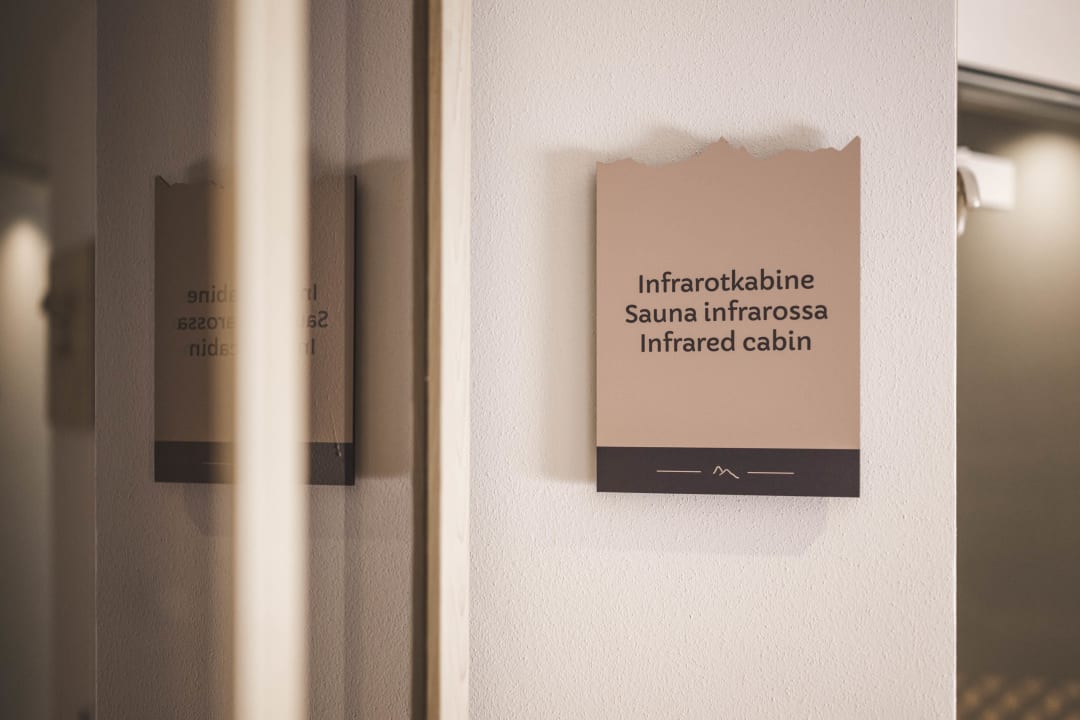 Infrarotkabine
Sauna infrarossa
Infrared cabin